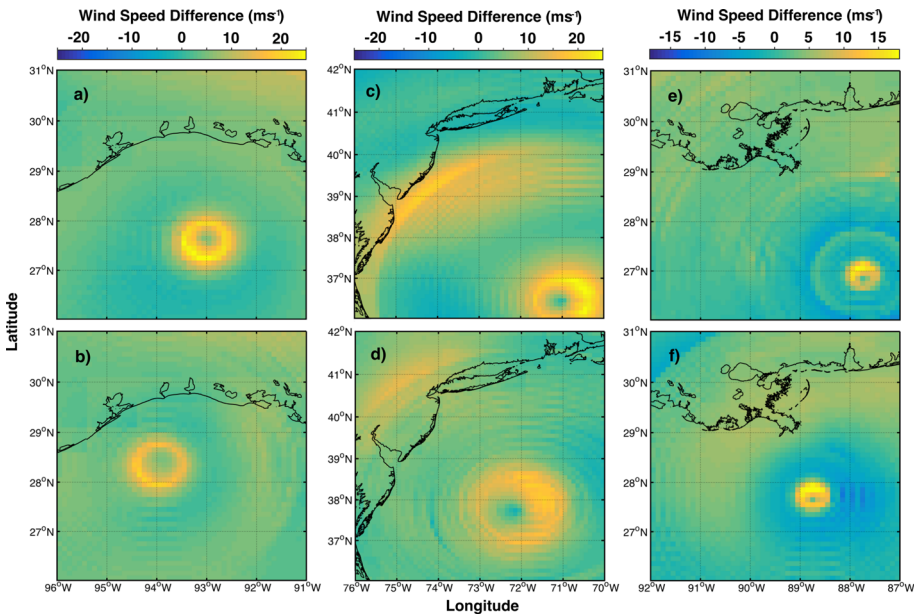 Wind Speed Difference (ms⁻¹) Wind Speed Difference (ms⁻¹) Wind Speed Difference (ms⁻¹)
-20 -10 0 10 20 -20 -10 0 10 20 -15 -10 -5 0 5 10 15
31°N 42°N 31°N
a) c) e)
41°N
30°N 30°N
40°N
29°N 29°N
39°N
28°N 28°N
38°N
27°N 27°N
37°N
Latitude
31°N 42°N 31°N
b) d) f)
41°N
30°N 30°N
40°N
29°N 29°N
39°N
28°N 28°N
38°N
27°N 27°N
37°N
96°W 95°W 94°W 93°W 92°W 91°W 76°W 75°W 74°W 73°W 72°W 71°W 70°W 92°W 91°W 90°W 89°W 88°W 87°W
Longitude